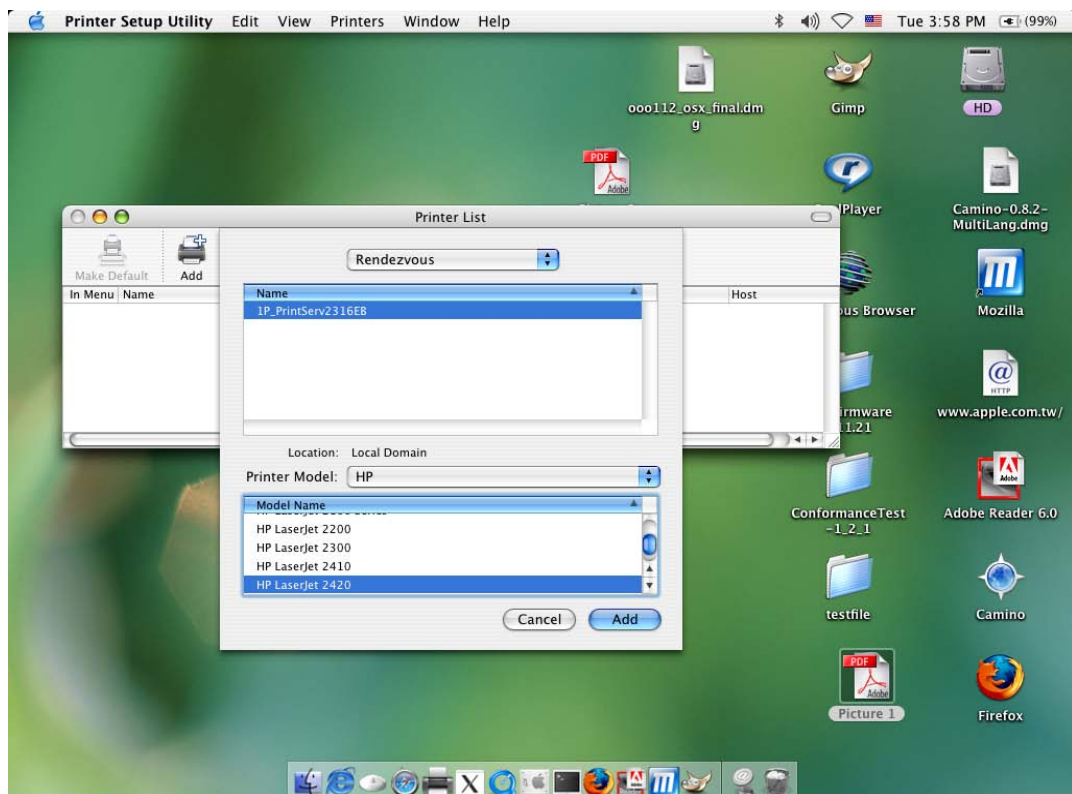 Printer Setup Utility Edit View Printers Window Help Tue 3:58 PM (99%)
ooo112_osx_final.dm
g
Gimp
HD
PDF
Adobe
Player
Camino-0.8.2-
MultiLang.dmg
Printer List
Make Default Add
Rendezvous
In Menu Name Host
Name
1P_PrintServ2316EB
Browser
Mozilla
HTTP
11.21
www.apple.com.tw/
Location: Local Domain
Printer Model: HP
Model Name
HP LaserJet 2200
HP LaserJet 2300
HP LaserJet 2410
HP LaserJet 2420
Cancel Add
ConformanceTest
-1_2_1
Adobe
Adobe Reader 6.0
testfile
Camino
PDF
Adobe
Picture 1
Firefox